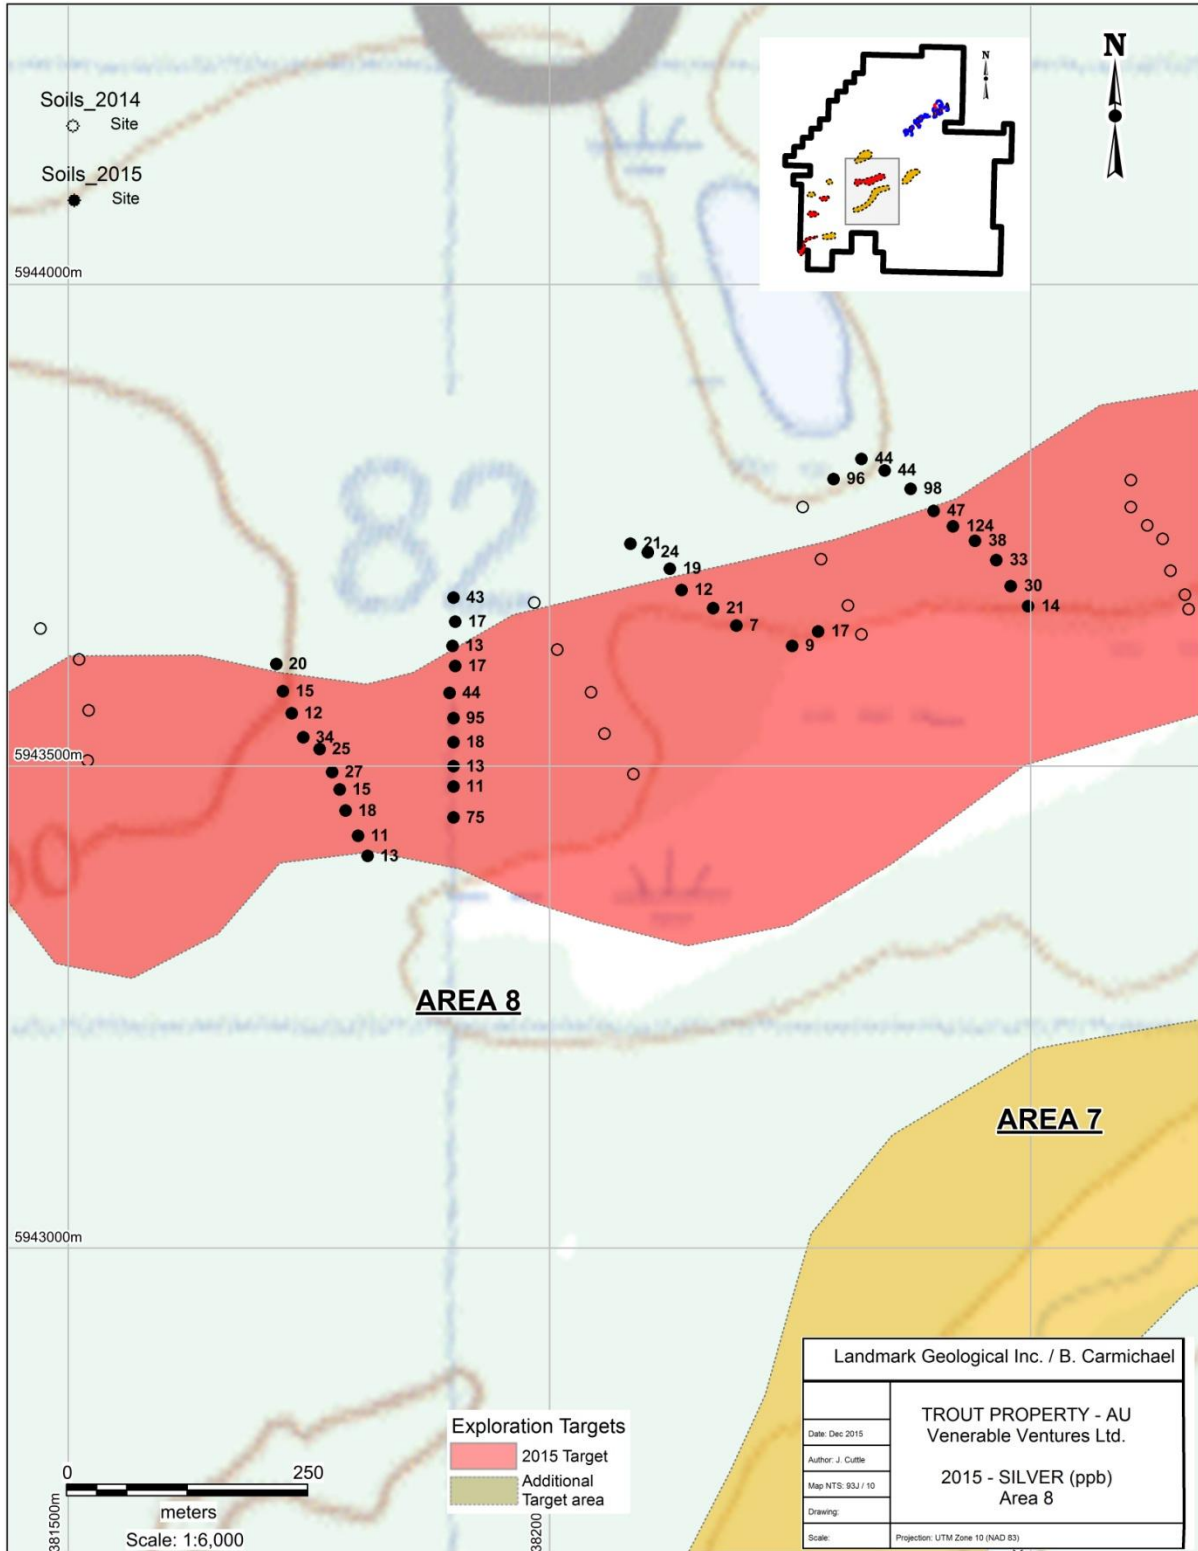 N
N
Soils_2014
Site
Soils_2015
Site
5944000m
82
44
96
44
98
47
124
21
38
24
33
19
12
30
43
21
14
17
7
17
13
9
20
17
15
44
12
95
34
18
25
5943500m
13
27
11
15
18
75
11
13
AREA 8
AREA 7
5943000m
Landmark Geological Inc. / B. Carmichael
TROUT PROPERTY - AU
Venerable Ventures Ltd.
Date: Dec 2015
Author: J. Cuttle
2015 - SILVER (ppb)
Map NTS: 93J / 10
Area 8
Drawing:
Scale:
Projection: UTM Zone 10 (NAD 83)
Exploration Targets
2015 Target
Additional
Target area
0 250
meters
Scale: 1:6,000
381500m